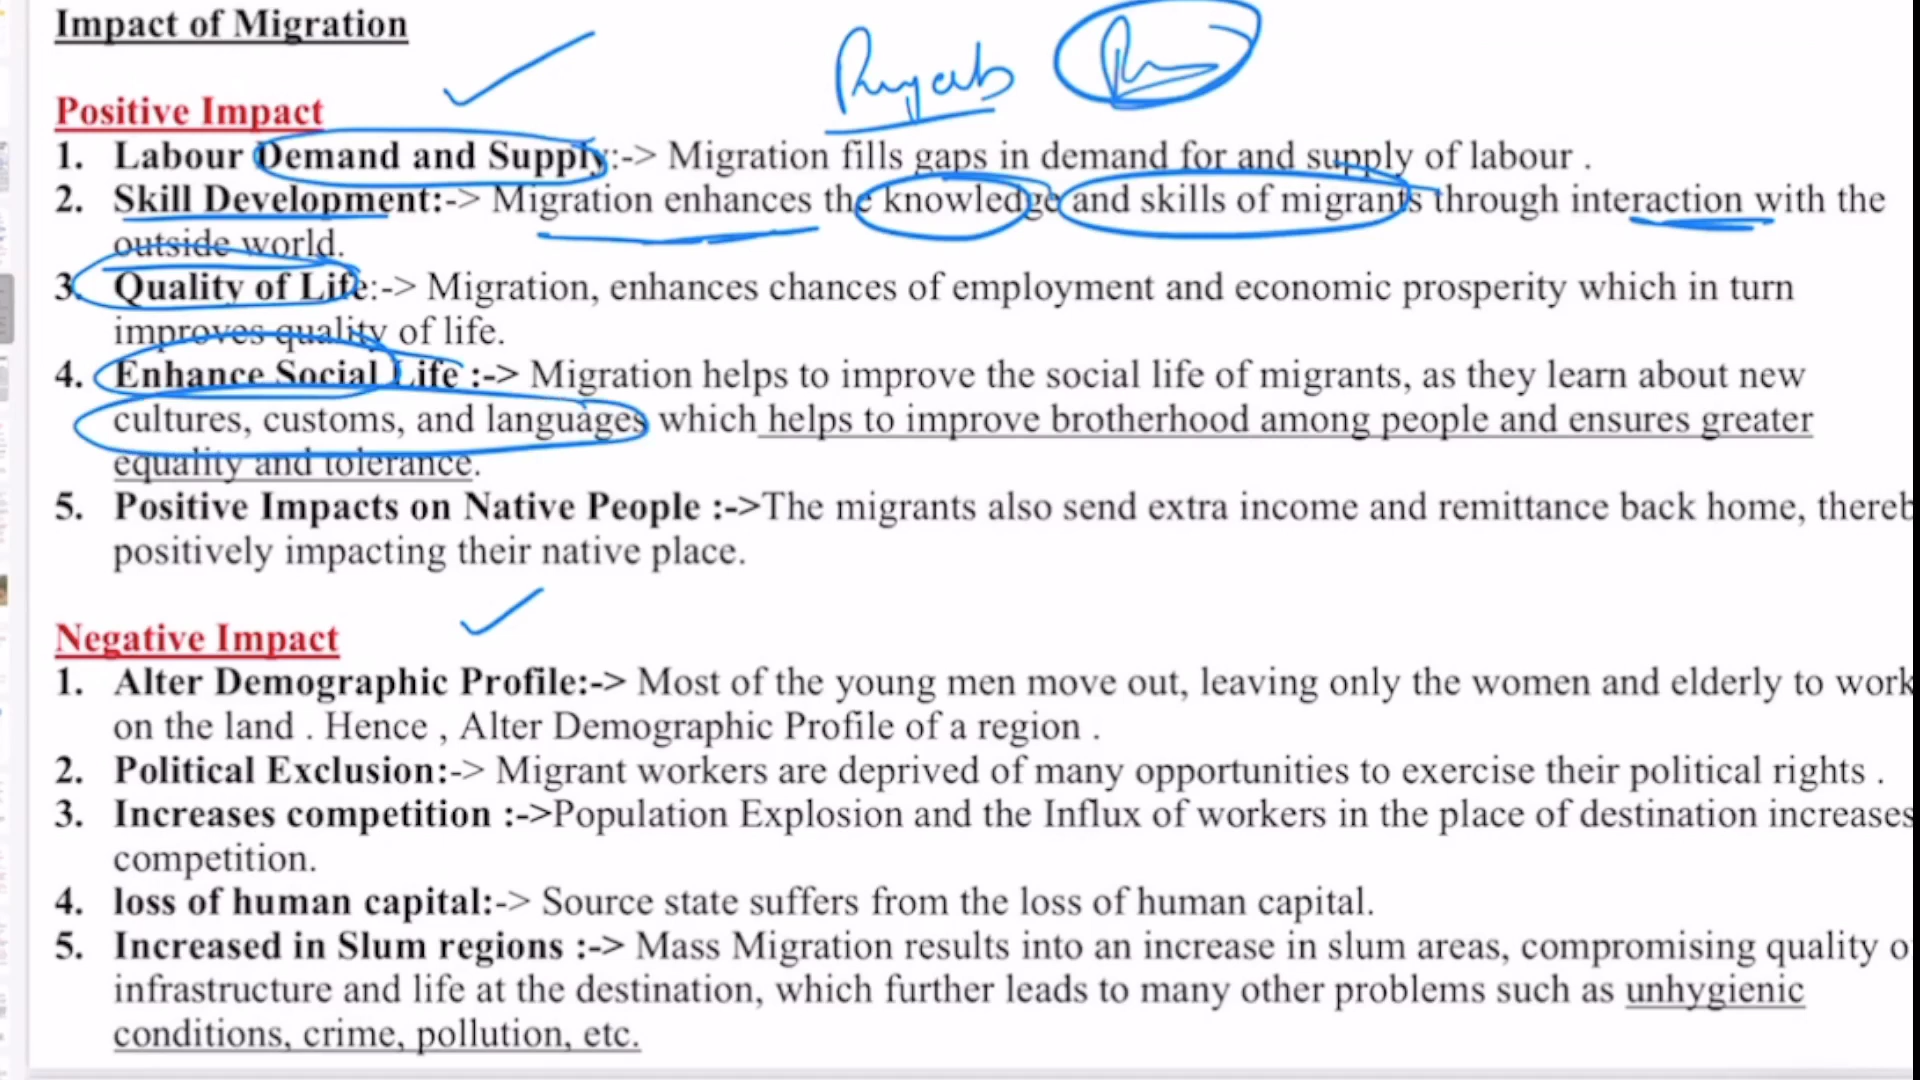 Impact of Migration
Positive Impact
1. Labour Demand and Supply:-> Migration fills gaps in demand for and supply of labour .
2. Skill Development:-> Migration enhances the knowledge and skills of migrants through interaction with the
outside world.
3. Quality of Life:-> Migration, enhances chances of employment and economic prosperity which in turn
improves quality of life.
4. Enhance Social Life :-> Migration helps to improve the social life of migrants, as they learn about new
cultures, customs, and languages which helps to improve brotherhood among people and ensures greater
equality and tolerance.
5. Positive Impacts on Native People :->The migrants also send extra income and remittance back home, thereb
positively impacting their native place.
Negative Impact
1. Alter Demographic Profile:-> Most of the young men move out, leaving only the women and elderly to work
on the land . Hence , Alter Demographic Profile of a region .
2. Political Exclusion:-> Migrant workers are deprived of many opportunities to exercise their political rights .
3. Increases competition :->Population Explosion and the Influx of workers in the place of destination increases
competition.
4. loss of human capital:-> Source state suffers from the loss of human capital.
5. Increased in Slum regions :-> Mass Migration results into an increase in slum areas, compromising quality o
infrastructure and life at the destination, which further leads to many other problems such as unhygienic
conditions, crime, pollution, etc.